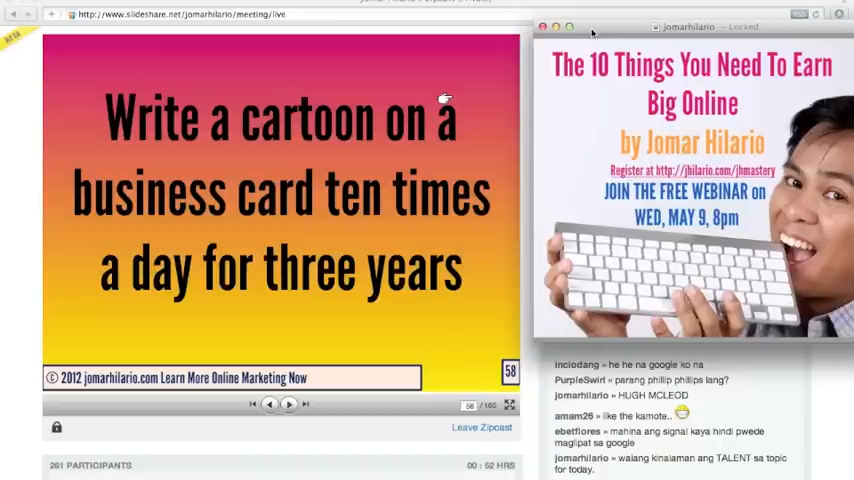 http://www.slideshare.net/jomarhilario/meeting/live
RSS
BETA
Write a cartoon on a
business card ten times
a day for three years
© 2012 jomarhilario.com Learn More Online Marketing Now
58
58 /160
Leave Zipcast
261 PARTICIPANTS
00 : 52 HRS
jomarhilario — Locked
The 10 Things You Need To Earn
Big Online
by Jomar Hilario
Register at http://jhilario.com/jhmastery
JOIN THE FREE WEBINAR on
WED, MAY 9, 8pm
inciodang » he he na google ko na
PurpleSwirl » parang phillip phillips lang?
jomarhilario » HUGH MCLEOD
amam26 » like the kamote..
ebetflores » mahina ang signal kaya hindi pwede
maglipat sa google
jomarhilario » walang kinalaman ang TALENT sa topic
for today.